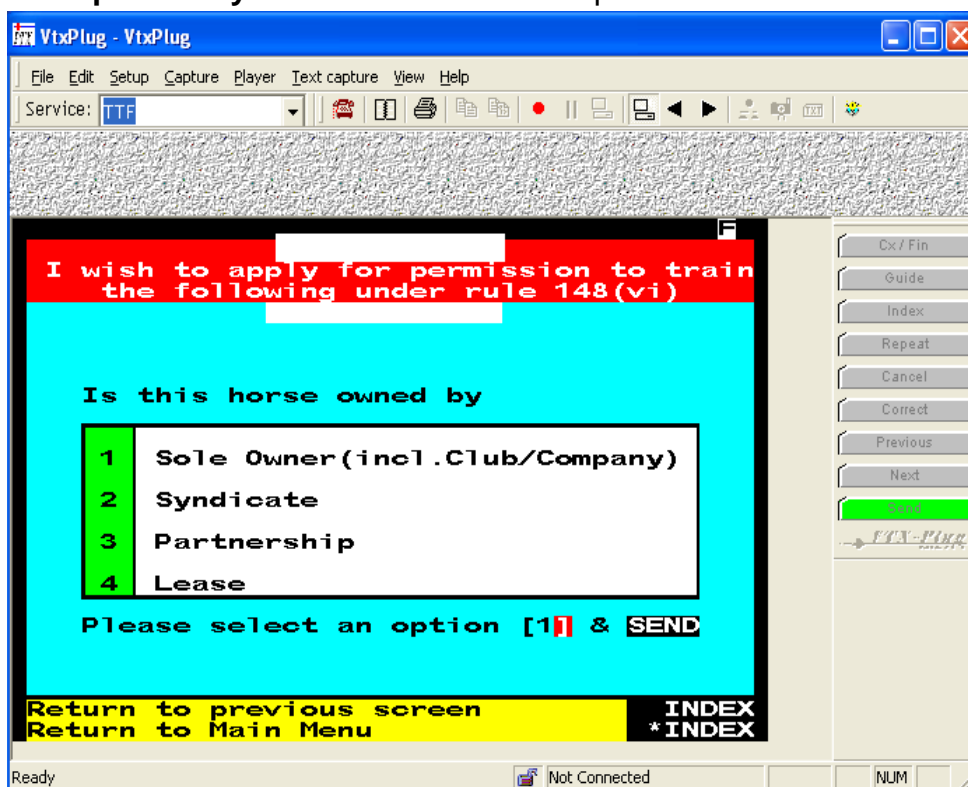 VtxPlug - VtxPlug
File Edit Setup Capture Player Text capture View Help
Service: TTF
TXT
F
I wish to apply for permission to train
the following under rule 148(vi)
Is this horse owned by
1 Sole Owner(incl.Club/Company)
2 Syndicate
3 Partnership
4 Lease
Please select an option [1] & SEND
Return to previous screen INDEX
Return to Main Menu *INDEX
Cx / Fin
Guide
Index
Repeat
Cancel
Correct
Previous
Next
Send
VTX-Plug
Ready Not Connected NUM